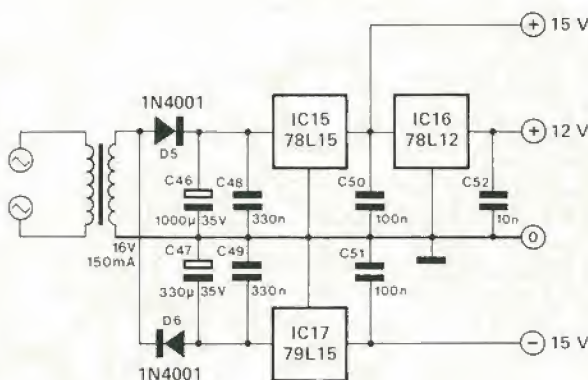 + 15 V
1N4001
D5
IC15
78L15
IC16
78L12
+ 12 V
C46
1000µ 35V
C48
330n
C50
100n
C52
10n
0
16V
150mA
C47
330µ 35V
C49
330n
C51
100n
D6
1N4001
IC17
79L15
− 15 V